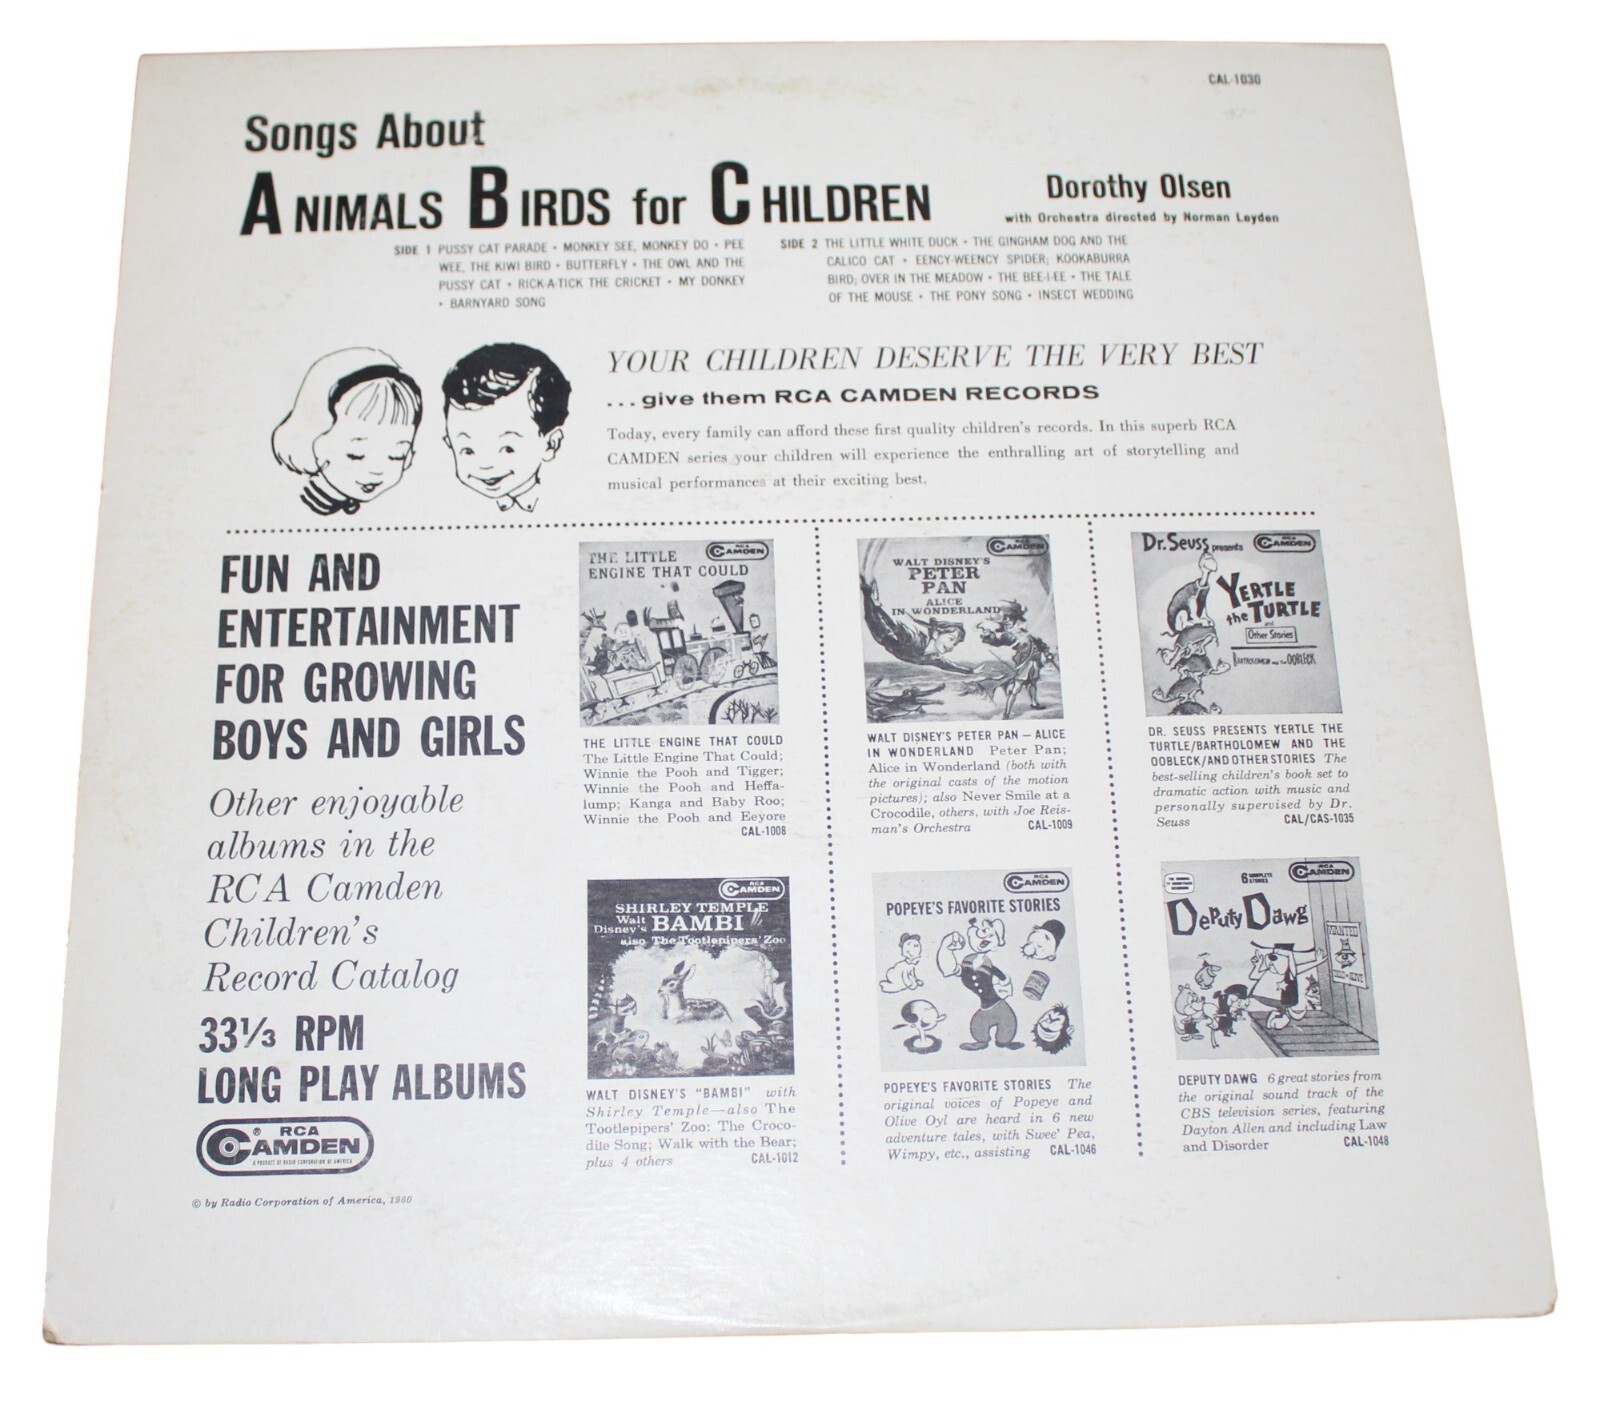 CAL-1030
Songs About
ANIMALS BIRDS for CHILDREN
Dorothy Olsen
with Orchestra directed by Norman Leyden
SIDE 1 PUSSY CAT PARADE • MONKEY SEE, MONKEY DO • PEE
WEE, THE KIWI BIRD • BUTTERFLY • THE OWL AND THE
PUSSY CAT • RICK-A-TICK THE CRICKET • MY DONKEY
• BARNYARD SONG
SIDE 2 THE LITTLE WHITE DUCK • THE GINGHAM DOG AND THE
CALICO CAT • EENCY-WEENCY SPIDER; KOOKABURRA
BIRD; OVER IN THE MEADOW • THE BEE-I-EE • THE TALE
OF THE MOUSE • THE PONY SONG • INSECT WEDDING
YOUR CHILDREN DESERVE THE VERY BEST
...give them RCA CAMDEN RECORDS
Today, every family can afford these first quality children's records. In this superb RCA
CAMDEN series your children will experience the enthralling art of storytelling and
musical performances at their exciting best.
FUN AND
ENTERTAINMENT
FOR GROWING
BOYS AND GIRLS
Other enjoyable
albums in the
RCA Camden
Children's
Record Catalog
33⅓ RPM
LONG PLAY ALBUMS
® RCA
CAMDEN
A PRODUCT OF RADIO CORPORATION OF AMERICA
© by Radio Corporation of America, 1960
RCA
CAMDEN
THE LITTLE
ENGINE THAT COULD
THE LITTLE ENGINE THAT COULD
The Little Engine That Could;
Winnie the Pooh and Tigger;
Winnie the Pooh and Heffa-
lump; Kanga and Baby Roo;
Winnie the Pooh and Eeyore
CAL-1008
RCA
CAMDEN
WALT DISNEY'S
PETER
PAN
ALICE
IN WONDERLAND
WALT DISNEY'S PETER PAN – ALICE
IN WONDERLAND Peter Pan;
Alice in Wonderland (both with
the original casts of the motion
pictures); also Never Smile at a
Crocodile, others, with Joe Reis-
man's Orchestra CAL-1009
Dr. Seuss presents
RCA
CAMDEN
YERTLE
the TURTLE
and
Other Stories
BARTHOLOMEW AND THE OOBLECK
DR. SEUSS PRESENTS YERTLE THE
TURTLE/BARTHOLOMEW AND THE
OOBLECK/AND OTHER STORIES The
best-selling children's book set to
dramatic action with music and
personally supervised by Dr.
Seuss CAL/CAS-1035
RCA
CAMDEN
SHIRLEY TEMPLE
Walt
Disney's BAMBI
also The Tootlepipers' Zoo
WALT DISNEY'S "BAMBI" with
Shirley Temple—also The
Tootlepipers' Zoo: The Croco-
dile Song; Walk with the Bear;
plus 4 others CAL-1012
RCA
CAMDEN
POPEYE'S FAVORITE STORIES
POPEYE'S FAVORITE STORIES The
original voices of Popeye and
Olive Oyl are heard in 6 new
adventure tales, with Swee' Pea,
Wimpy, etc., assisting CAL-1046
6 COMPLETE
STORIES
RCA
CAMDEN
DEPUTY DAWG
WANTED
DEPUTY DAWG 6 great stories from
the original sound track of the
CBS television series, featuring
Dayton Allen and including Law
and Disorder CAL-1048